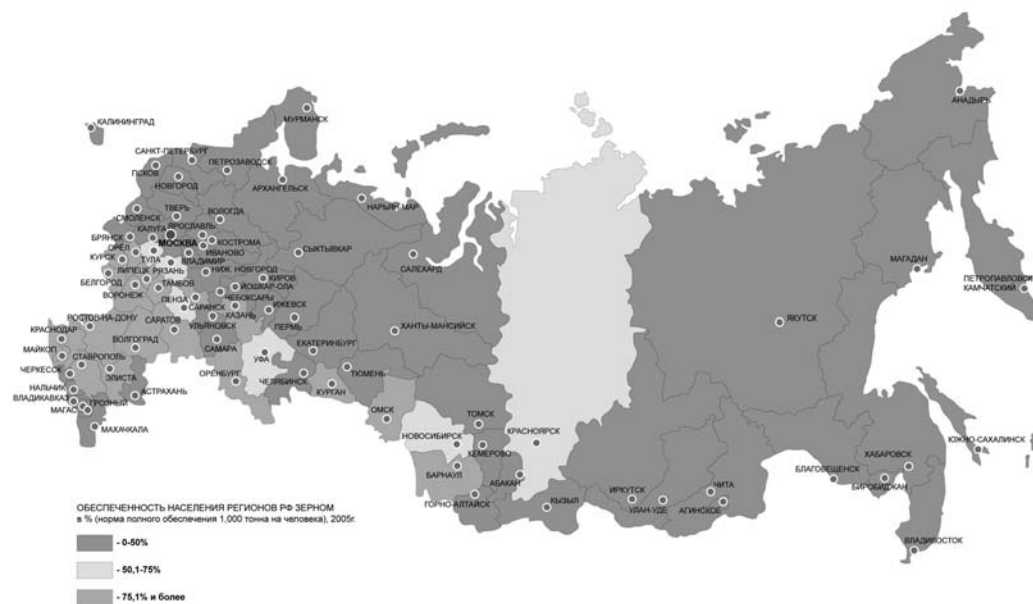 КАЛИНИНГРАД
МУРМАНСК
АНАДЫРЬ
САНКТ-ПЕТЕРБУРГ
ПСКОВ
ПЕТРОЗАВОДСК
НОВГОРОД
АРХАНГЕЛЬСК
НАРЬЯН-МАР
ТВЕРЬ
СМОЛЕНСК
ВОЛОГДА
КАЛУГА
ЯРОСЛАВЛЬ
БРЯНСК
МОСКВА
КОСТРОМА
ОРЁЛ
ИВАНОВО
СЫКТЫВКАР
КУРСК
ТУЛА
ВЛАДИМИР
САЛЕХАРД
МАГАДАН
ЛИПЕЦК
РЯЗАНЬ
НИЖ. НОВГОРОД
КИРОВ
БЕЛГОРОД
ТАМБОВ
ЙОШКАР-ОЛА
ПЕТРОПАВЛОВСК
КАМЧАТСКИЙ
ВОРОНЕЖ
ПЕНЗА
ЧЕБОКСАРЫ
САРАНСК
ИЖЕВСК
РОСТОВ-НА-ДОНУ
КАЗАНЬ
КРАСНОДАР
САРАТОВ
УЛЬЯНОВСК
ПЕРМЬ
ХАНТЫ-МАНСИЙСК
ЯКУТСК
ВОЛГОГРАД
САМАРА
ЕКАТЕРИНБУРГ
МАЙКОП
СТАВРОПОЛЬ
УФА
ЧЕРКЕССК
ЭЛИСТА
ОРЕНБУРГ
ЧЕЛЯБИНСК
ТЮМЕНЬ
НАЛЬЧИК
АСТРАХАНЬ
КУРГАН
ВЛАДИКАВКАЗ
ГРОЗНЫЙ
МАГАС
ОМСК
ТОМСК
МАХАЧКАЛА
НОВОСИБИРСК
КРАСНОЯРСК
ЮЖНО-САХАЛИНСК
КЕМЕРОВО
ХАБАРОВСК
БАРНАУЛ
АБАКАН
БЛАГОВЕЩЕНСК
БИРОБИДЖАН
ИРКУТСК
ЧИТА
ГОРНО-АЛТАЙСК
КЫЗЫЛ
УЛАН-УДЕ
АГИНСКОЕ
ВЛАДИВОСТОК
ОБЕСПЕЧЕННОСТЬ НАСЕЛЕНИЯ РЕГИОНОВ РФ ЗЕРНОМ
в % (норма полного обеспечения 1,000 тонна на человека), 2005г.
- 0-50%
- 50,1-75%
- 75,1% и более